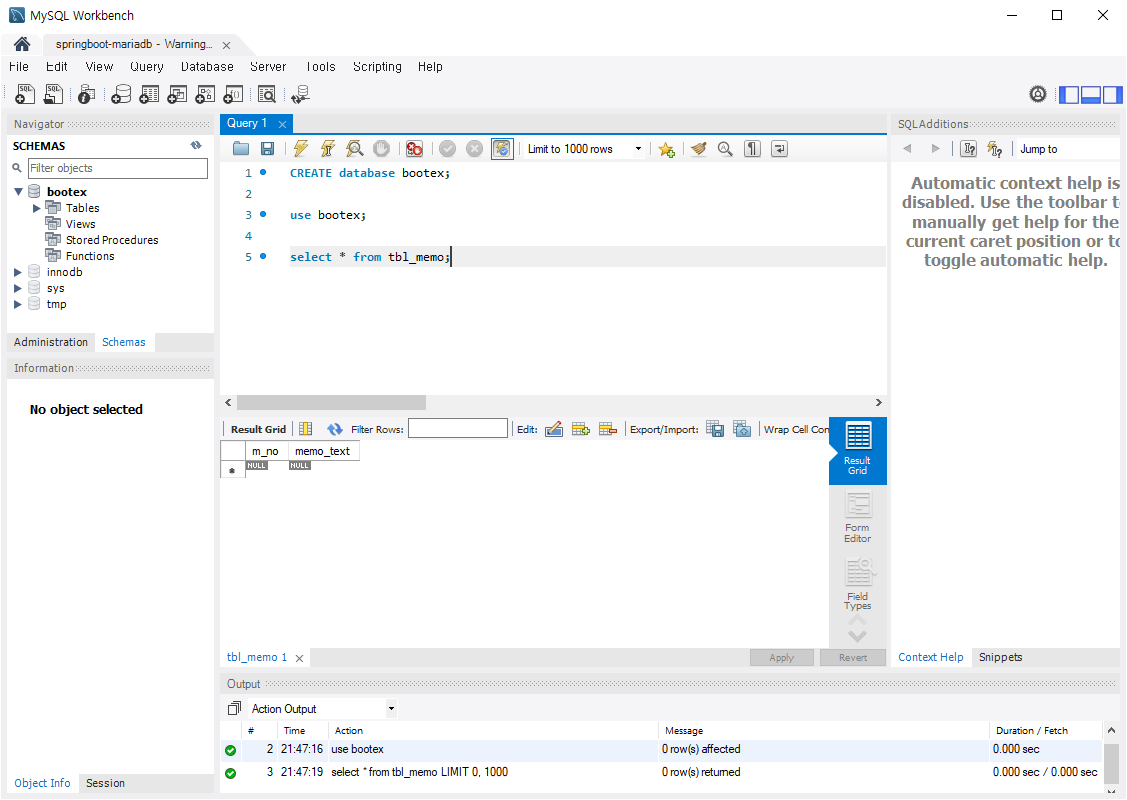 MySQL Workbench
springboot-mariadb - Warning...
File Edit View Query Database Server Tools Scripting Help
Navigator
SCHEMAS
Filter objects
bootex
Tables
Views
Stored Procedures
Functions
innodb
sys
tmp
Administration Schemas
Information
No object selected
Object Info Session
Query 1
Limit to 1000 rows
1 CREATE database bootex;
2
3 use bootex;
4
5 select * from tbl_memo;
Result Grid Filter Rows: Edit: Export/Import: Wrap Cell Con
m_no memo_text
NULL NULL
Result
Grid
Form
Editor
Field
Types
tbl_memo 1
Apply Revert
SQLAdditions
Jump to
Automatic context help is
disabled. Use the toolbar t
manually get help for the
current caret position or to
toggle automatic help.
Context Help Snippets
Output
Action Output
# Time Action Message Duration / Fetch
2 21:47:16 use bootex 0 row(s) affected 0.000 sec
3 21:47:19 select * from tbl_memo LIMIT 0, 1000 0 row(s) returned 0.000 sec / 0.000 sec